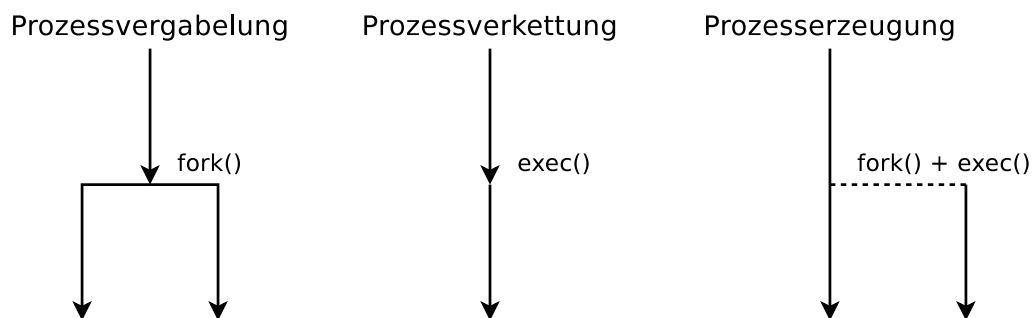 Prozessvergabelung
Prozessverkettung
Prozesserzeugung
fork()
exec()
fork() + exec()